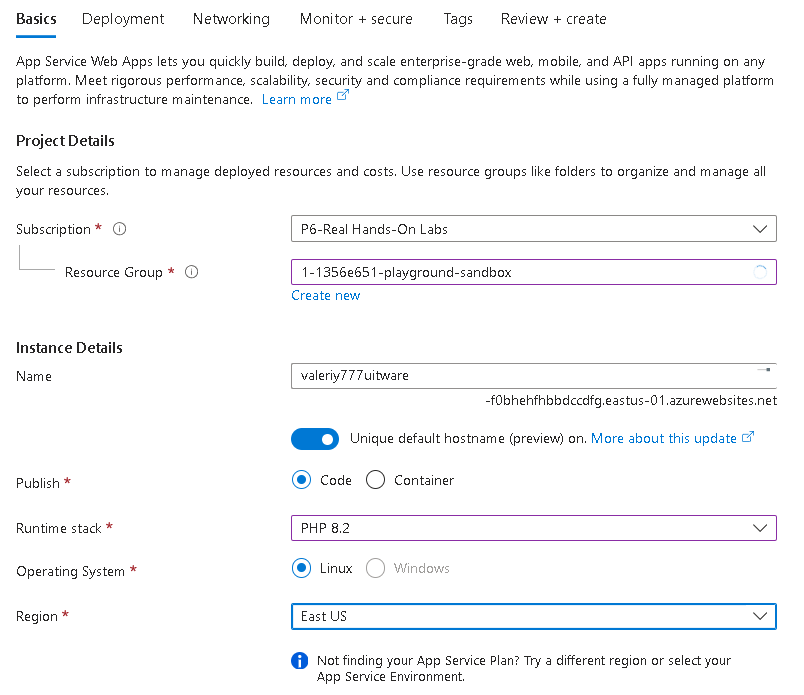 Basics Deployment Networking Monitor + secure Tags Review + create
App Service Web Apps lets you quickly build, deploy, and scale enterprise-grade web, mobile, and API apps running on any
platform. Meet rigorous performance, scalability, security and compliance requirements while using a fully managed platform
to perform infrastructure maintenance. Learn more
Project Details
Select a subscription to manage deployed resources and costs. Use resource groups like folders to organize and manage all
your resources.
Subscription * P6-Real Hands-On Labs
Resource Group * 1-1356e651-playground-sandbox
Create new
Instance Details
Name valeriy777uitware
-f0bhehfhbbdccdfg.eastus-01.azurewebsites.net
Unique default hostname (preview) on. More about this update
Publish * Code Container
Runtime stack * PHP 8.2
Operating System * Linux Windows
Region * East US
Not finding your App Service Plan? Try a different region or select your
App Service Environment.